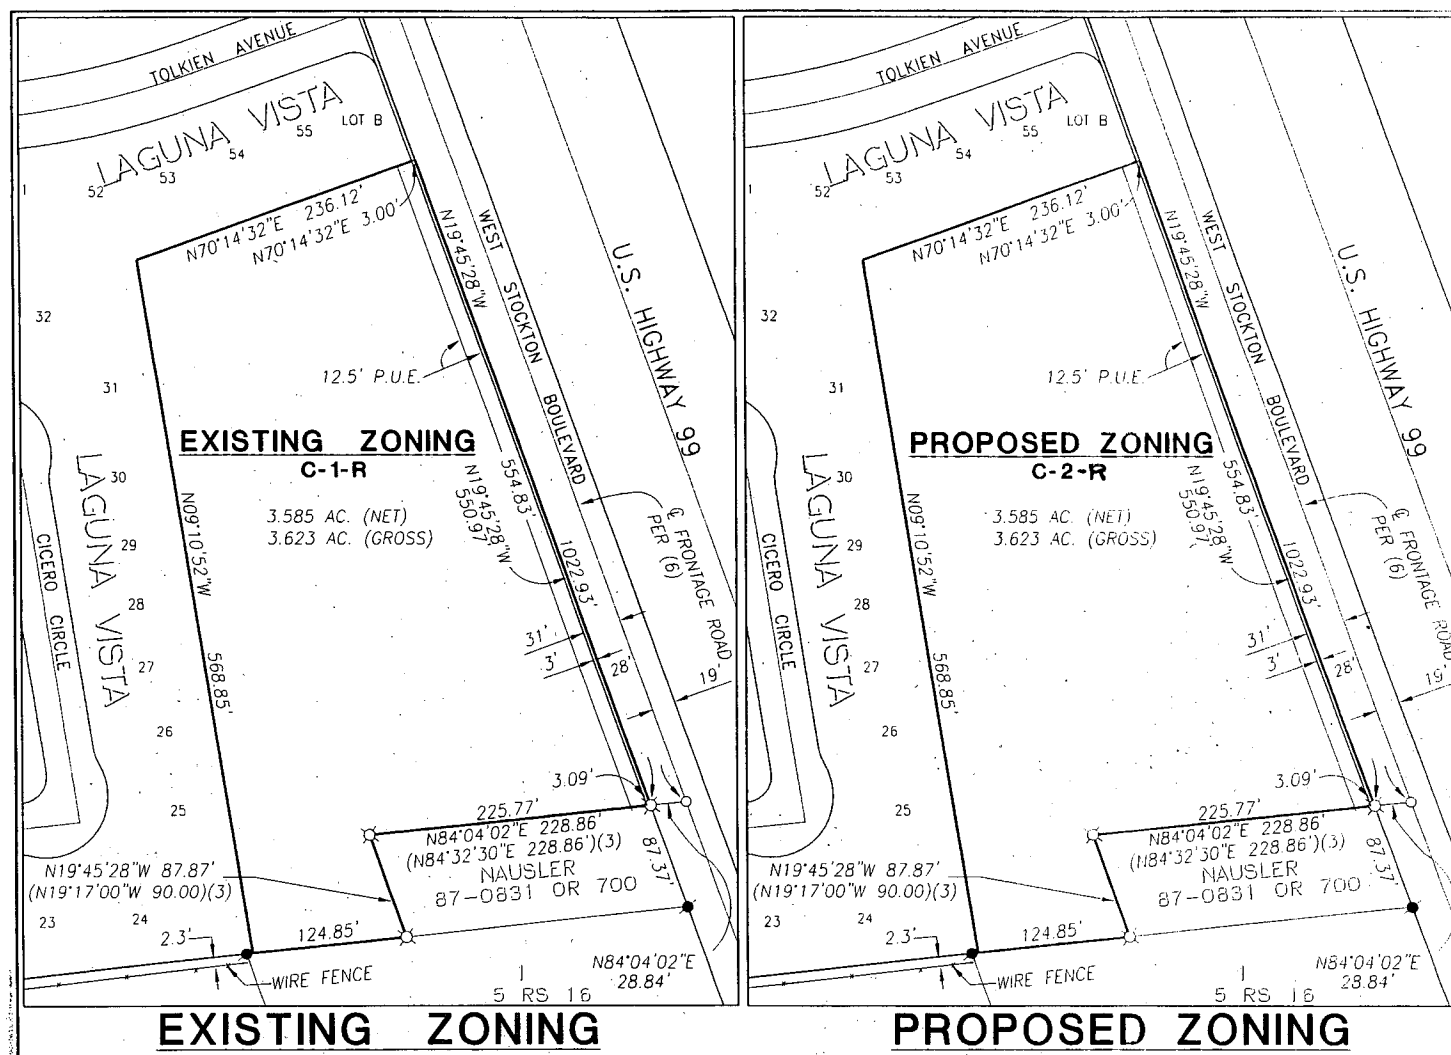 TOLKIEN AVENUE
LAGUNA VISTA
55
LOT B
54
53
52
N70°14'32"E 236.12'
N70°14'32"E 3.00'
N19°45'28"W
WEST STOCKTON BOULEVARD
U.S. HIGHWAY 99
32
12.5' P.U.E.
31
EXISTING ZONING
C-1-R
3.585 AC. (NET)
3.623 AC. (GROSS)
30
LAGUNA VISTA
29
28
27
26
25
24
23
CICERO CIRCLE
N09°10'52"W
568.85'
554.83'
N19°45'28"W
550.97'
1022.93'
℄ FRONTAGE ROAD
PER (6)
31'
3'
28'
19'
3.09'
225.77'
N84°04'02"E 228.86'
(N84°32'30"E 228.86')(3)
NAUSLER
87-0831 OR 700
87.37'
N19°45'28"W 87.87'
(N19°17'00"W 90.00)(3)
124.85'
2.3'
WIRE FENCE
N84°04'02"E
28.84'
1
5 RS 16
EXISTING ZONING
TOLKIEN AVENUE
LAGUNA VISTA
55
LOT B
54
53
52
N70°14'32"E 236.12'
N70°14'32"E 3.00'
N19°45'28"W
WEST STOCKTON BOULEVARD
U.S. HIGHWAY 99
32
12.5' P.U.E.
31
PROPOSED ZONING
C-2-R
3.585 AC. (NET)
3.623 AC. (GROSS)
30
LAGUNA VISTA
29
28
27
26
25
24
23
CICERO CIRCLE
N09°10'52"W
568.85'
554.83'
N19°45'28"W
550.97'
1022.93'
℄ FRONTAGE ROAD
PER (6)
31'
3'
28'
19'
3.09'
225.77'
N84°04'02"E 228.86'
(N84°32'30"E 228.86')(3)
NAUSLER
87-0831 OR 700
87.37'
N19°45'28"W 87.87'
(N19°17'00"W 90.00)(3)
124.85'
2.3'
WIRE FENCE
N84°04'02"E
28.84'
1
5 RS 16
PROPOSED ZONING